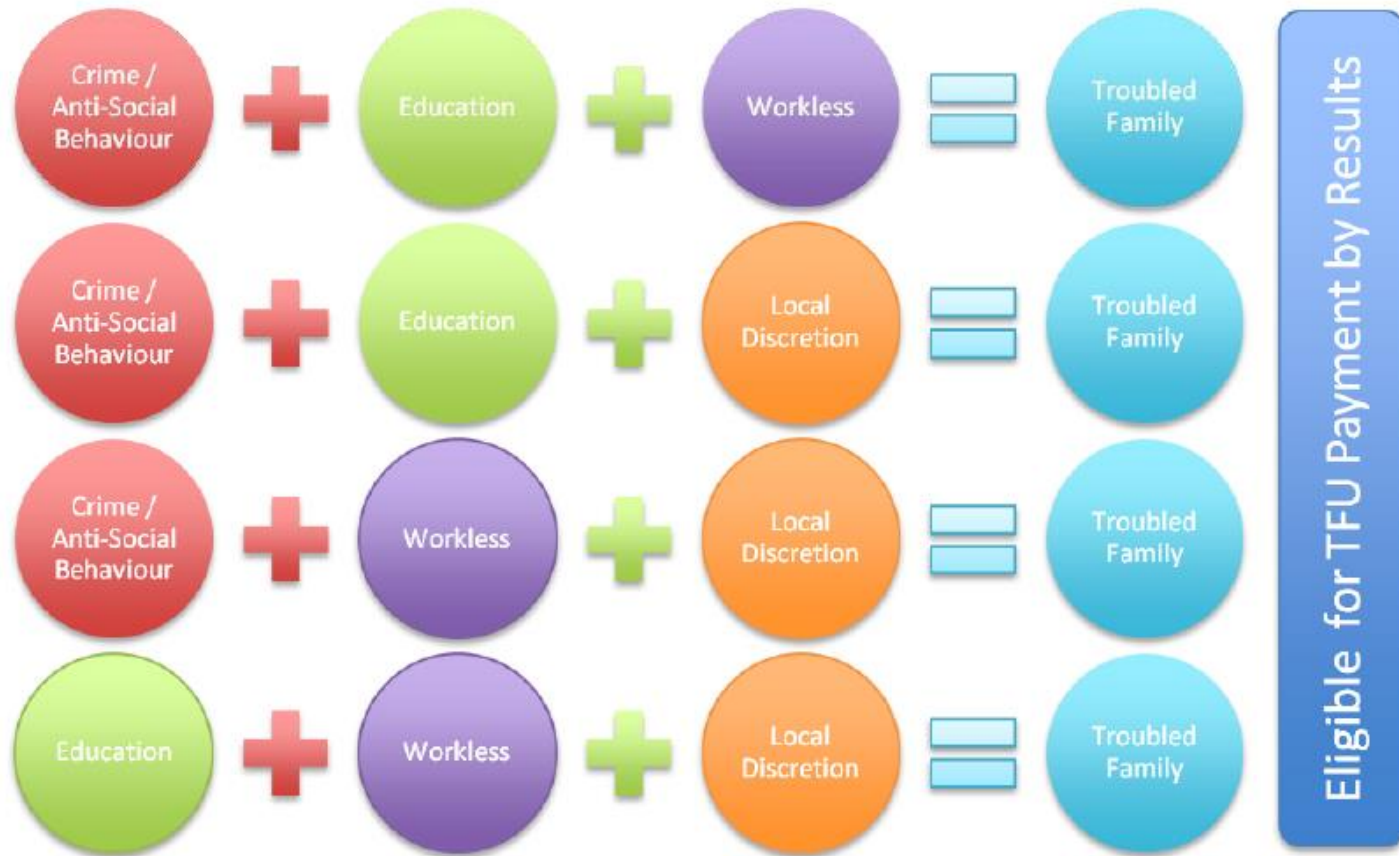 Crime /
Anti-Social
Behaviour
Education
Workless
Troubled
Family
Crime /
Anti-Social
Behaviour
Education
Local
Discretion
Troubled
Family
Crime /
Anti-Social
Behaviour
Workless
Local
Discretion
Troubled
Family
Education
Workless
Local
Discretion
Troubled
Family
Eligible for TFU Payment by Results